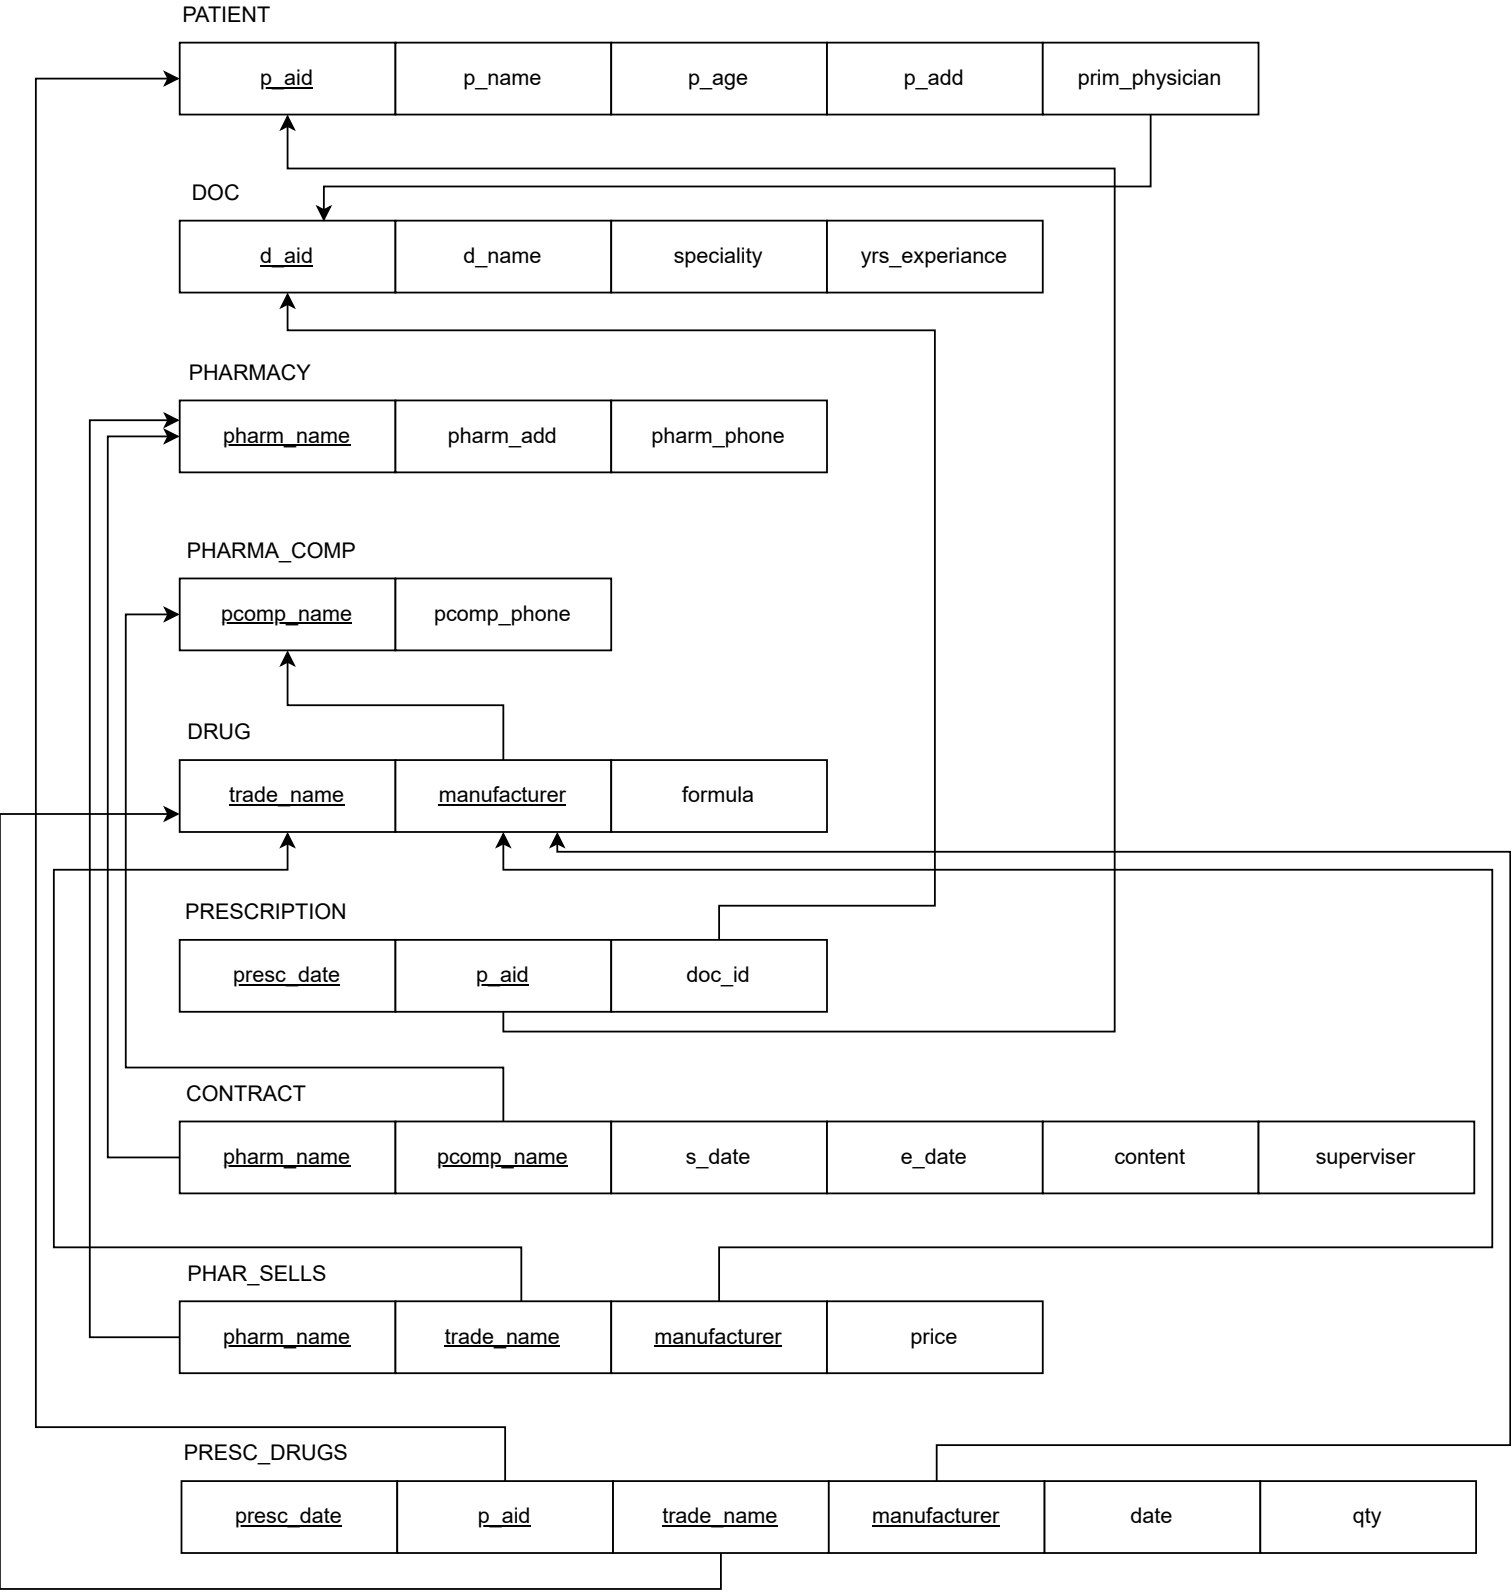 PATIENT
p_aid p_name p_age p_add prim_physician
DOC
d_aid d_name speciality yrs_experiance
PHARMACY
pharm_name pharm_add pharm_phone
PHARMA_COMP
pcomp_name pcomp_phone
DRUG
trade_name manufacturer formula
PRESCRIPTION
presc_date p_aid doc_id
CONTRACT
pharm_name pcomp_name s_date e_date content superviser
PHAR_SELLS
pharm_name trade_name manufacturer price
PRESC_DRUGS
presc_date p_aid trade_name manufacturer date qty